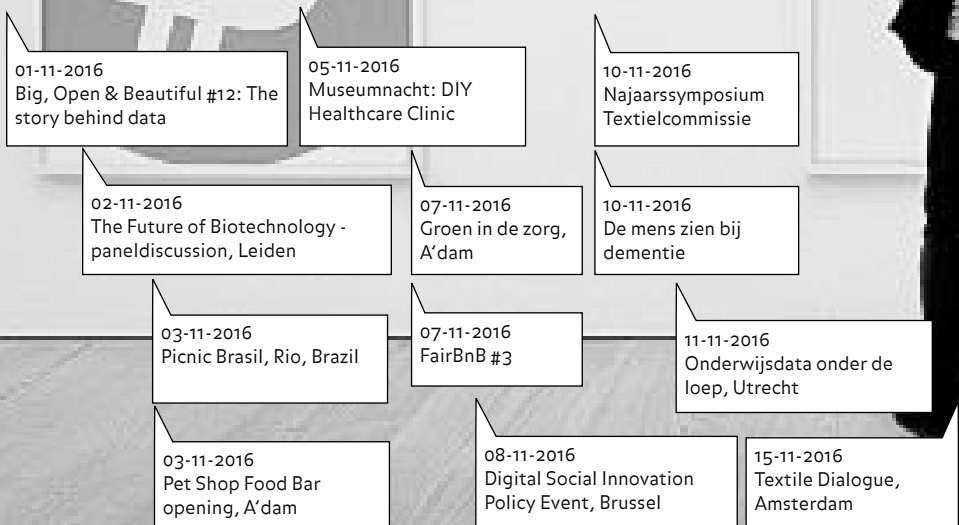 01-11-2016
Big, Open & Beautiful #12: The
story behind data
05-11-2016
Museumnacht: DIY
Healthcare Clinic
10-11-2016
Najaarssymposium
Textielcommissie
02-11-2016
The Future of Biotechnology -
paneldiscussion, Leiden
07-11-2016
Groen in de zorg,
A'dam
10-11-2016
De mens zien bij
dementie
03-11-2016
Picnic Brasil, Rio, Brazil
07-11-2016
FairBnB #3
11-11-2016
Onderwijsdata onder de
loep, Utrecht
03-11-2016
Pet Shop Food Bar
opening, A'dam
08-11-2016
Digital Social Innovation
Policy Event, Brussel
15-11-2016
Textile Dialogue,
Amsterdam